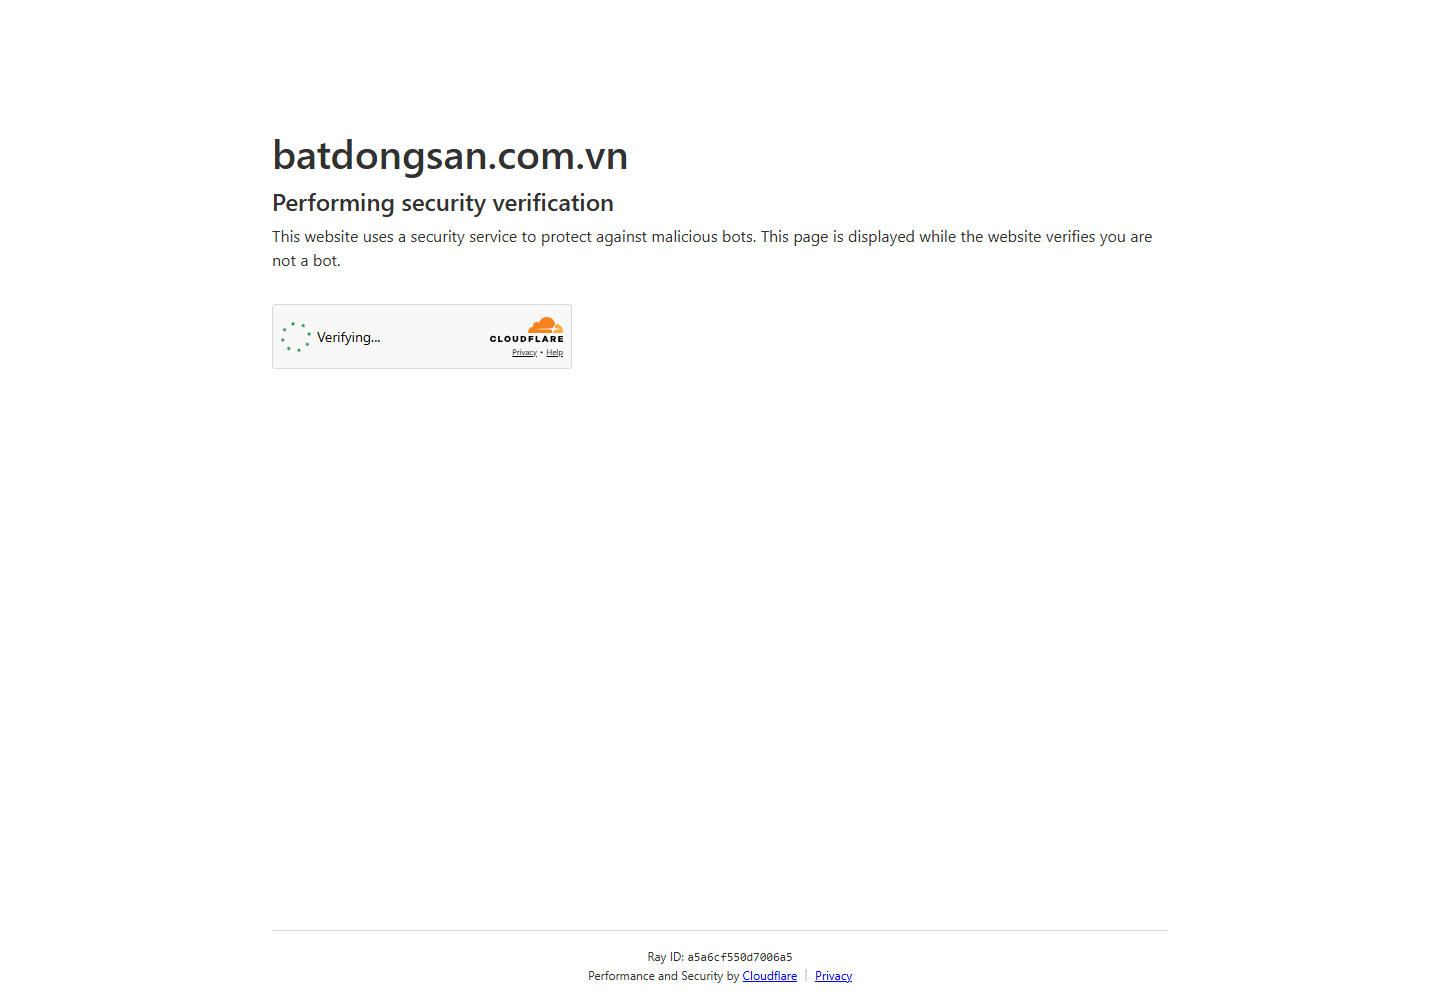 batdongsan.com.vn
Performing security verification
This website uses a security service to protect against malicious bots. This page is displayed while the website verifies you are
not a bot.
Verifying...
CLOUDFLARE
Privacy • Help
Ray ID: a5a6cf550d7006a5
Performance and Security by Cloudflare | Privacy